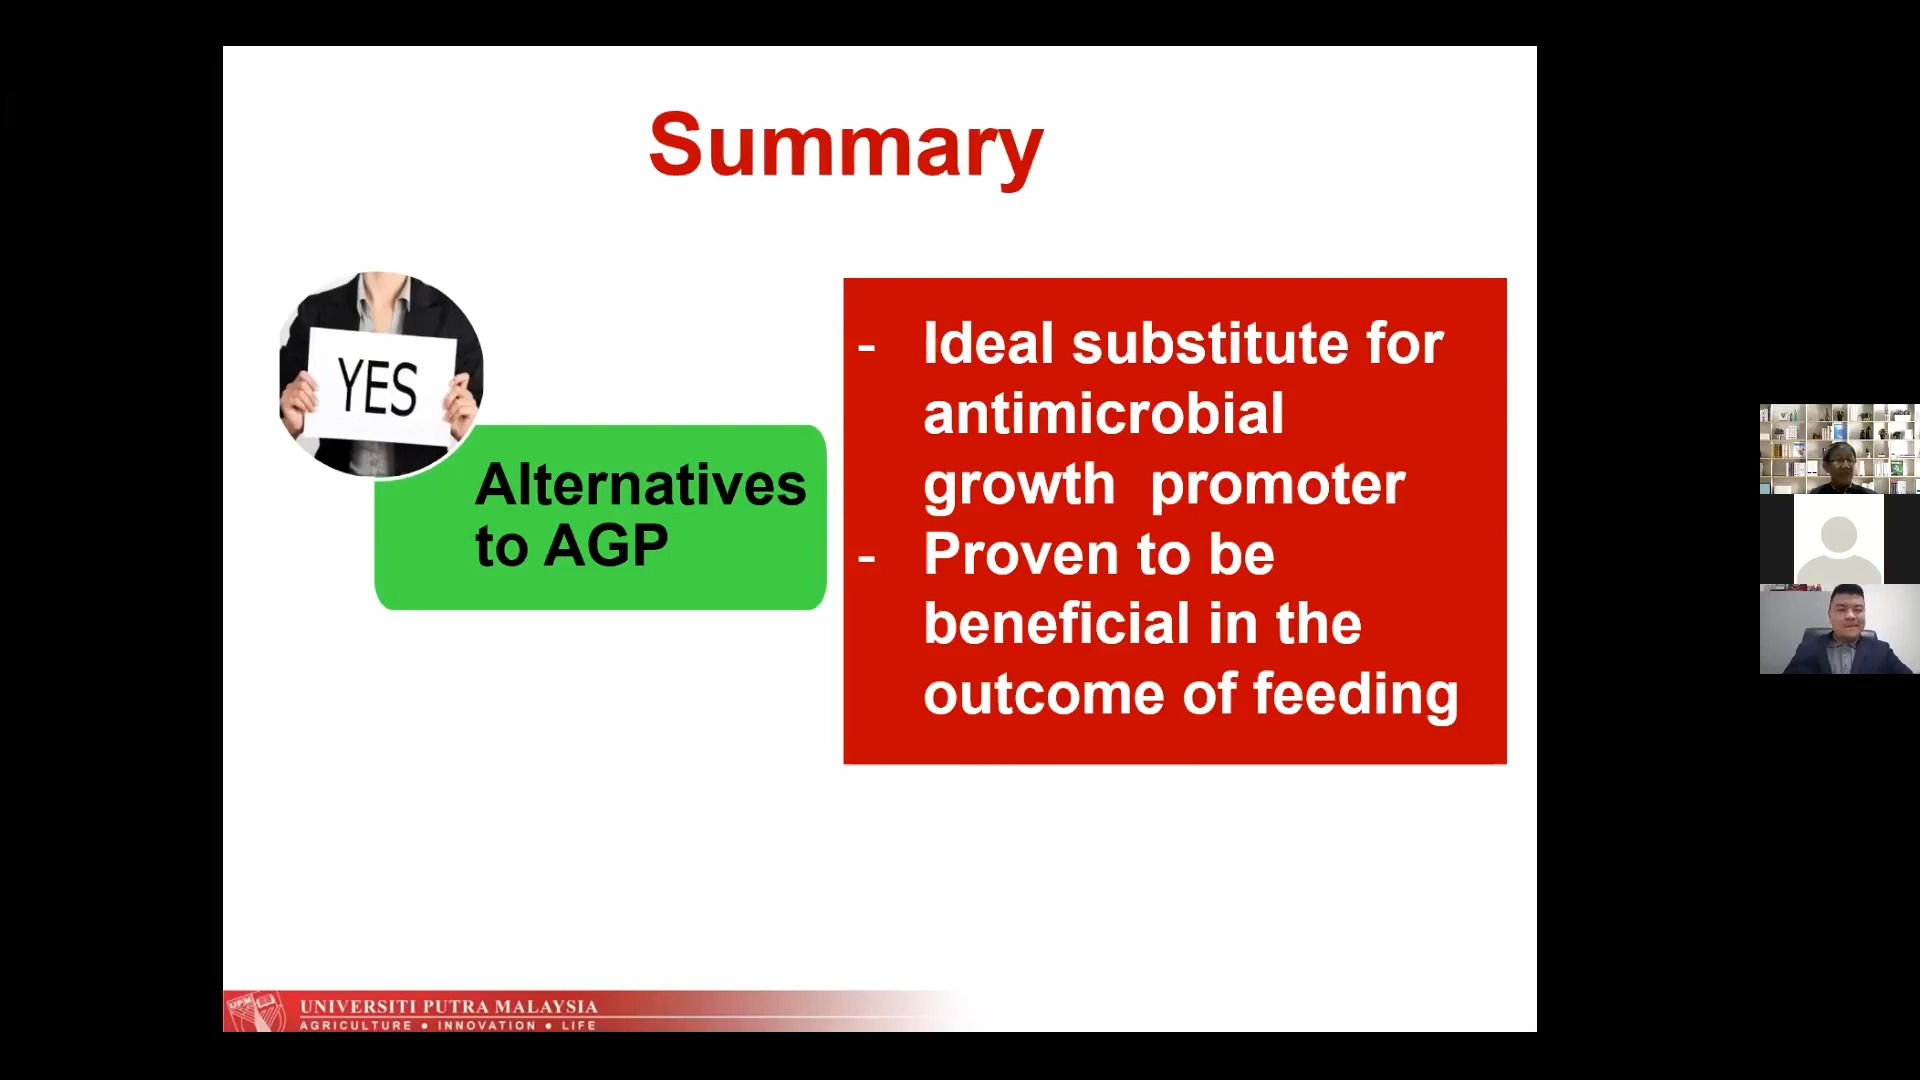 Summary
YES
Alternatives
to AGP
- Ideal substitute for
antimicrobial
growth  promoter
- Proven to be
beneficial in the
outcome of feeding
UPM
UNIVERSITI PUTRA MALAYSIA
AGRICULTURE • INNOVATION • LIFE